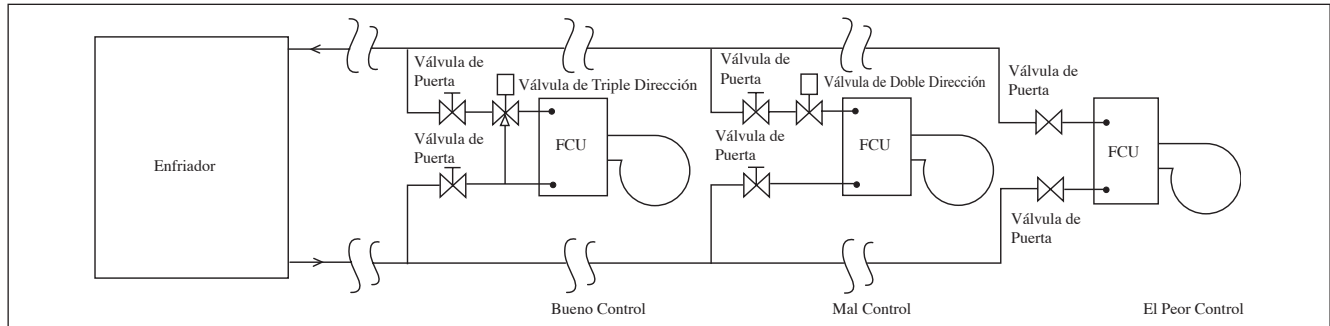 Enfriador
Válvula de
Puerta
Válvula de Triple Dirección
Válvula de
Puerta
FCU
Válvula de
Puerta
Válvula de Doble Dirección
Válvula de
Puerta
FCU
Válvula de
Puerta
FCU
Válvula de
Puerta
Bueno Control
Mal Control
El Peor Control